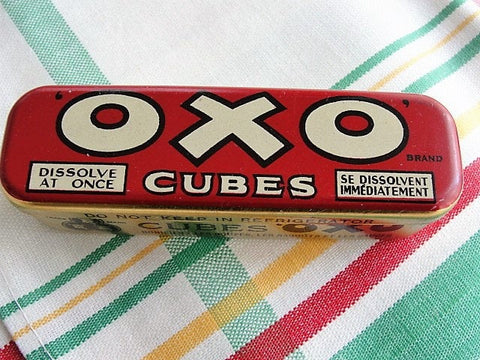 'OXO'
BRAND
DISSOLVE
AT ONCE
CUBES
SE DISSOLVENT
IMMÉDIATEMENT
DO NOT KEEP IN REFRIGERATOR
CUBES 'OXO'